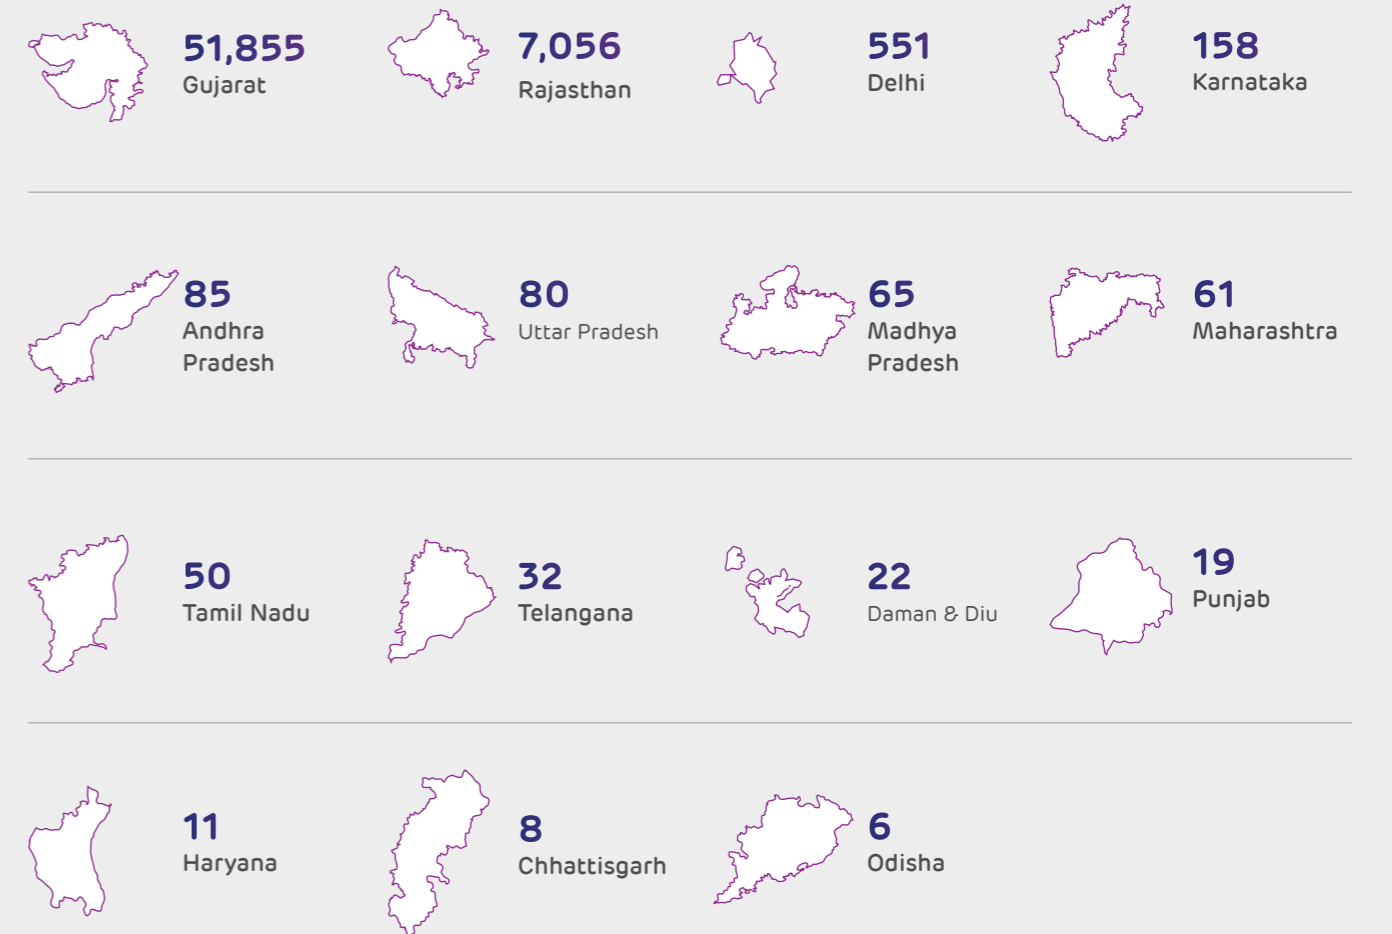 51,855
Gujarat
7,056
Rajasthan
551
Delhi
158
Karnataka
85
Andhra
Pradesh
80
Uttar Pradesh
65
Madhya
Pradesh
61
Maharashtra
50
Tamil Nadu
32
Telangana
22
Daman & Diu
19
Punjab
11
Haryana
8
Chhattisgarh
6
Odisha